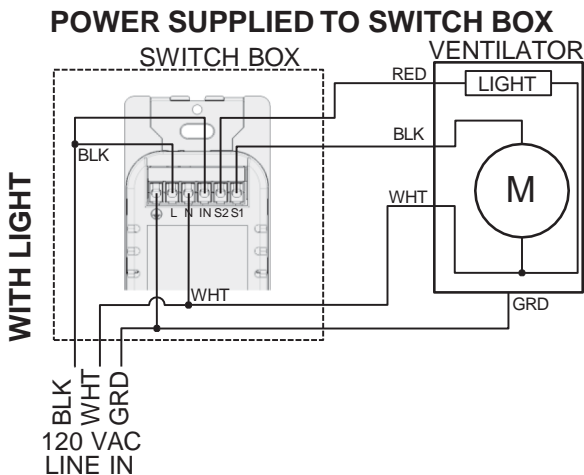 POWER SUPPLIED TO SWITCH BOX
SWITCH BOX
VENTILATOR
RED
LIGHT
BLK
BLK
M
L N IN S2 S1
WHT
WHT
GRD
WITH LIGHT
BLK
WHT
GRD
120 VAC
LINE IN